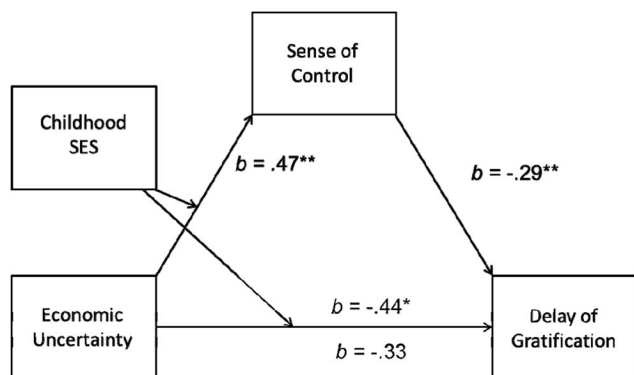 Sense of
Control
Childhood
SES
b = .47**
b = -.29**
Economic
Uncertainty
b = -.44*
b = -.33
Delay of
Gratification